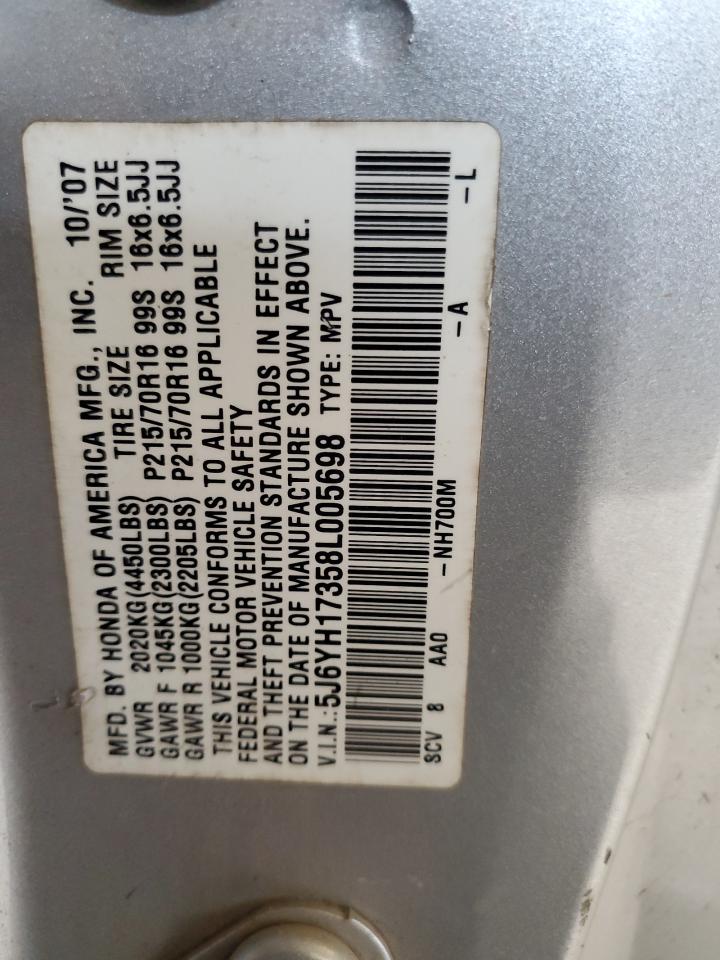 MFD. BY HONDA OF AMERICA MFG., INC. 10/'07
TIRE SIZE RIM SIZE
GVWR 2020KG(4450LBS)
GAWR F 1045KG(2300LBS) P215/70R16 99S 16x6.5JJ
GAWR R 1000KG(2205LBS) P215/70R16 99S 16x6.5JJ
THIS VEHICLE CONFORMS TO ALL APPLICABLE
FEDERAL MOTOR VEHICLE SAFETY
AND THEFT PREVENTION STANDARDS IN EFFECT
ON THE DATE OF MANUFACTURE SHOWN ABOVE.
V.I.N.:5J6YH17358L005698 TYPE: MPV
SCV 8 AA0 -NH700M -A -L